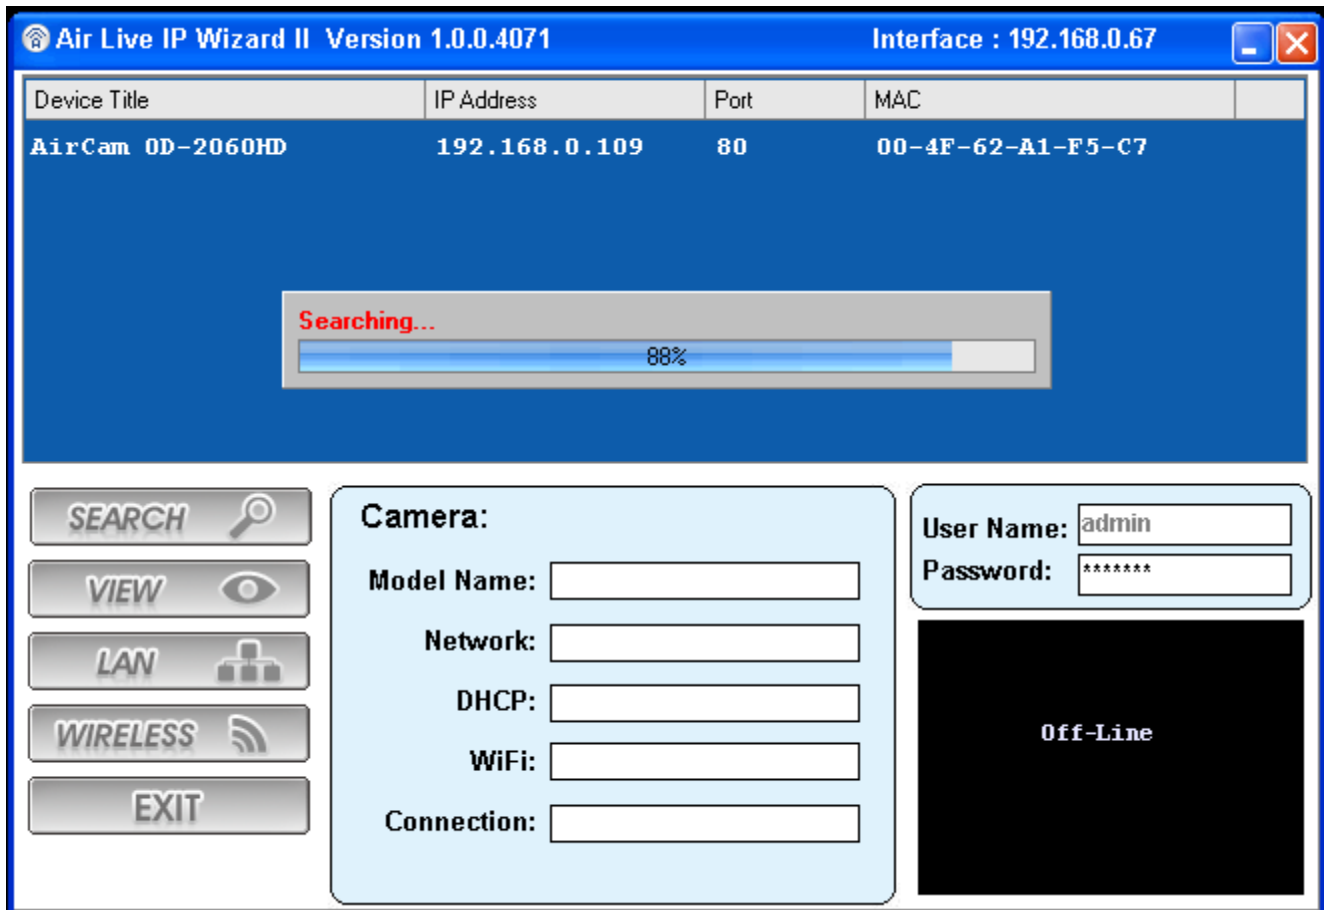 Air Live IP Wizard II Version 1.0.0.4071 Interface : 192.168.0.67
Device Title IP Address Port MAC
AirCam OD-2060HD 192.168.0.109 80 00-4F-62-A1-F5-C7
Searching...
88%
SEARCH
VIEW
LAN
WIRELESS
EXIT
Camera:
Model Name:
Network:
DHCP:
WiFi:
Connection:
User Name: admin
Password: *******
Off-Line